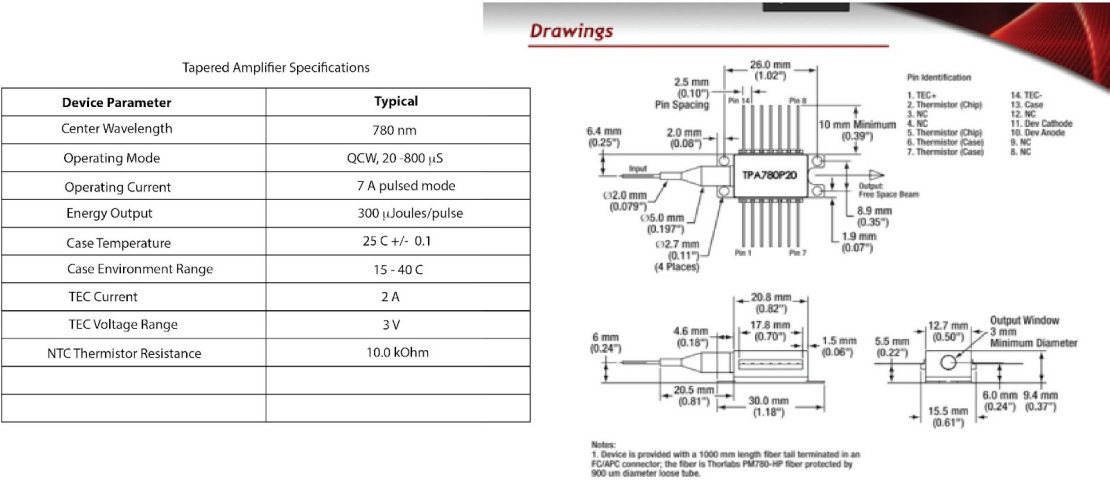 Tapered Amplifier Specifications
Device Parameter Typical
Center Wavelength 780 nm
Operating Mode QCW, 20 -800 µS
Operating Current 7 A pulsed mode
Energy Output 300 µJoules/pulse
Case Temperature 25 C +/- 0.1
Case Environment Range 15 - 40 C
TEC Current 2 A
TEC Voltage Range 3 V
NTC Thermistor Resistance 10.0 kOhm
Drawings
26.0 mm
(1.02")
2.5 mm
(0.10")
Pin Spacing
Pin 14
Pin 8
10 mm Minimum
(0.39")
6.4 mm
(0.25")
2.0 mm
(0.08")
Input
TPA780P20
Output:
Free Space Beam
Ø2.0 mm
(0.079")
Ø5.0 mm
(0.197")
Ø2.7 mm
(0.11")
(4 Places)
8.9 mm
(0.35")
1.9 mm
(0.07")
Pin 1
Pin 7
Pin Identification
1. TEC+ 14. TEC-
2. Thermistor (Chip) 13. Case
3. NC 12. NC
4. NC 11. Dev Cathode
5. Thermistor (Chip) 10. Dev Anode
6. Thermistor (Case) 9. NC
7. Thermistor (Case) 8. NC
20.8 mm
(0.82")
17.8 mm
(0.70")
4.6 mm
(0.18")
6 mm
(0.24")
1.5 mm
(0.06")
20.5 mm
(0.81")
30.0 mm
(1.18")
12.7 mm
(0.50")
Output Window
3 mm
Minimum Diameter
5.5 mm
(0.22")
6.0 mm
(0.24")
9.4 mm
(0.37")
15.5 mm
(0.61")
Notes:
1. Device is provided with a 1000 mm length fiber tail terminated in an
FC/APC connector; the fiber is Thorlabs PM780-HP fiber protected by
900 um diameter loose tube.